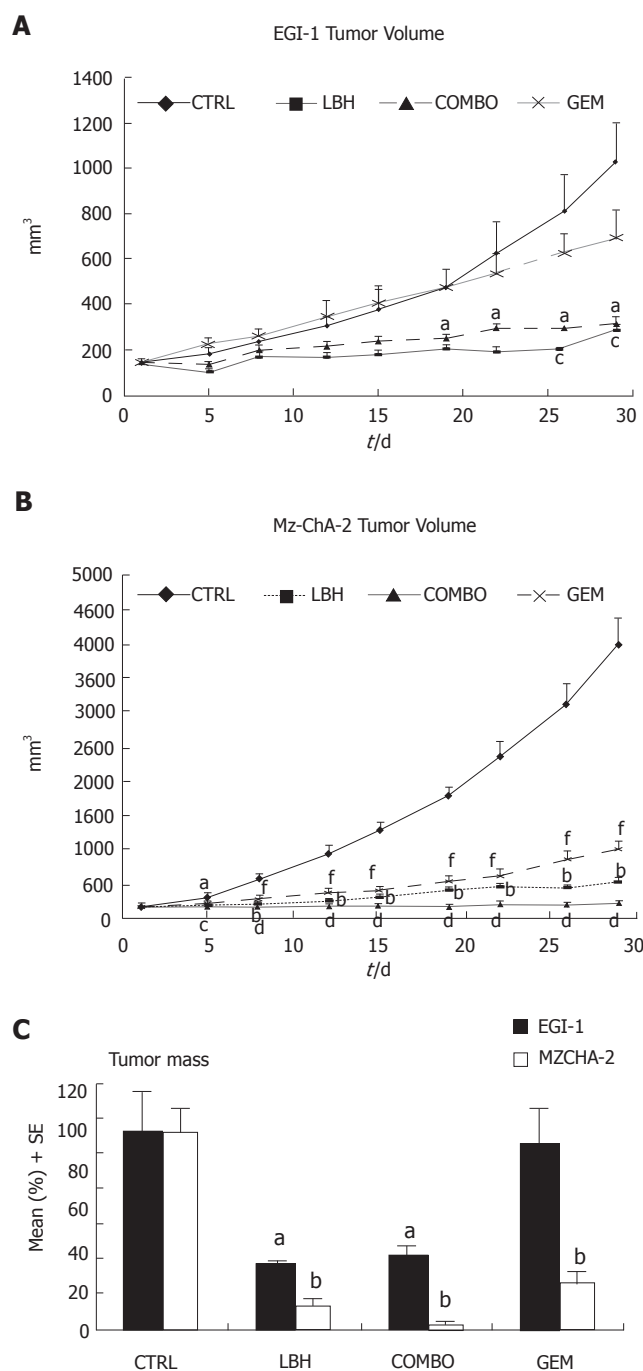 A
EGI-1 Tumor Volume
CTRL LBH COMBO GEM
1400
1200
1000
800
600
400
200
0
mm³
a a a a
c c
0 5 10 15 20 25 30
t/d
B
Mz-ChA-2 Tumor Volume
CTRL LBH COMBO GEM
5000
4600
4000
3600
3000
2600
2000
1600
1000
600
0
mm³
a f f f f f f f
b b b b b b b
c d d d d d d d
0 5 10 15 20 25 30
t/d
C
Tumor mass
EGI-1
MZCHA-2
120
100
80
60
40
20
0
Mean (%) + SE
a b a b b
CTRL LBH COMBO GEM